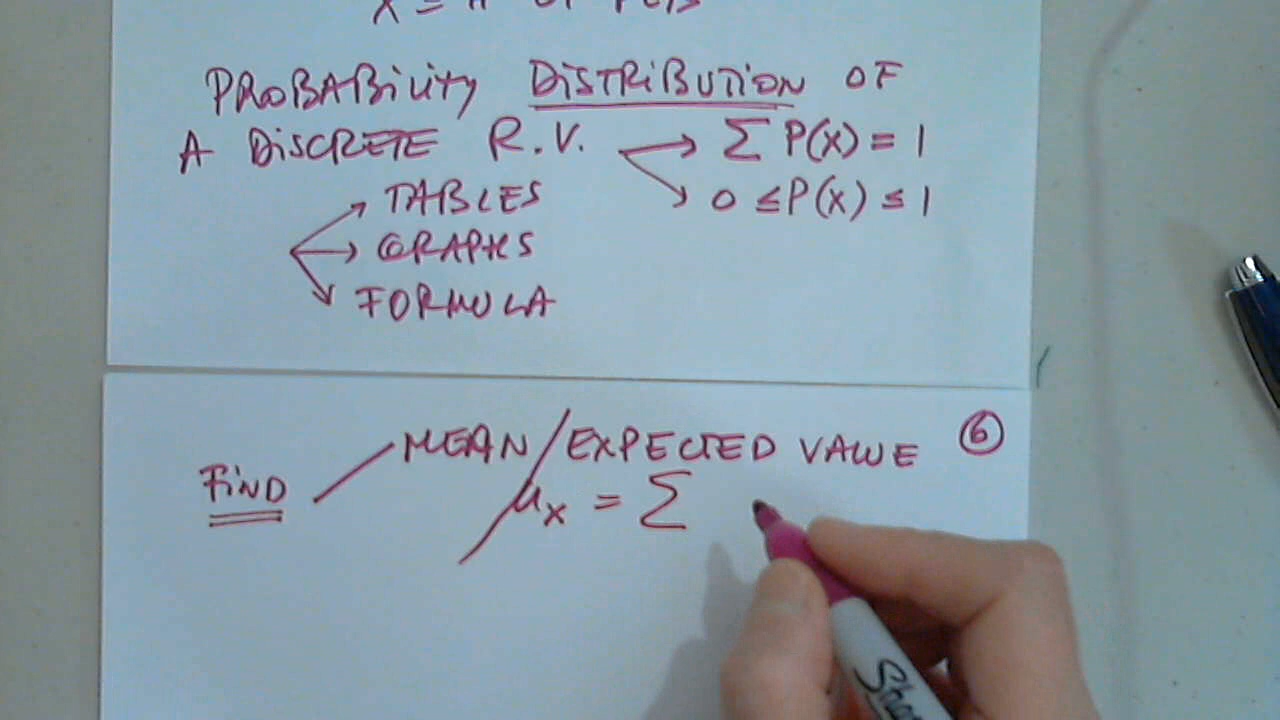 PROBABILITY DISTRIBUTION OF
A DISCRETE R.V. → Σ P(x) = 1
→ 0 ≤ P(x) ≤ 1
TABLES
GRAPHS
FORMULA
6
MEAN/EXPECTED VALUE
FIND
μx = Σ